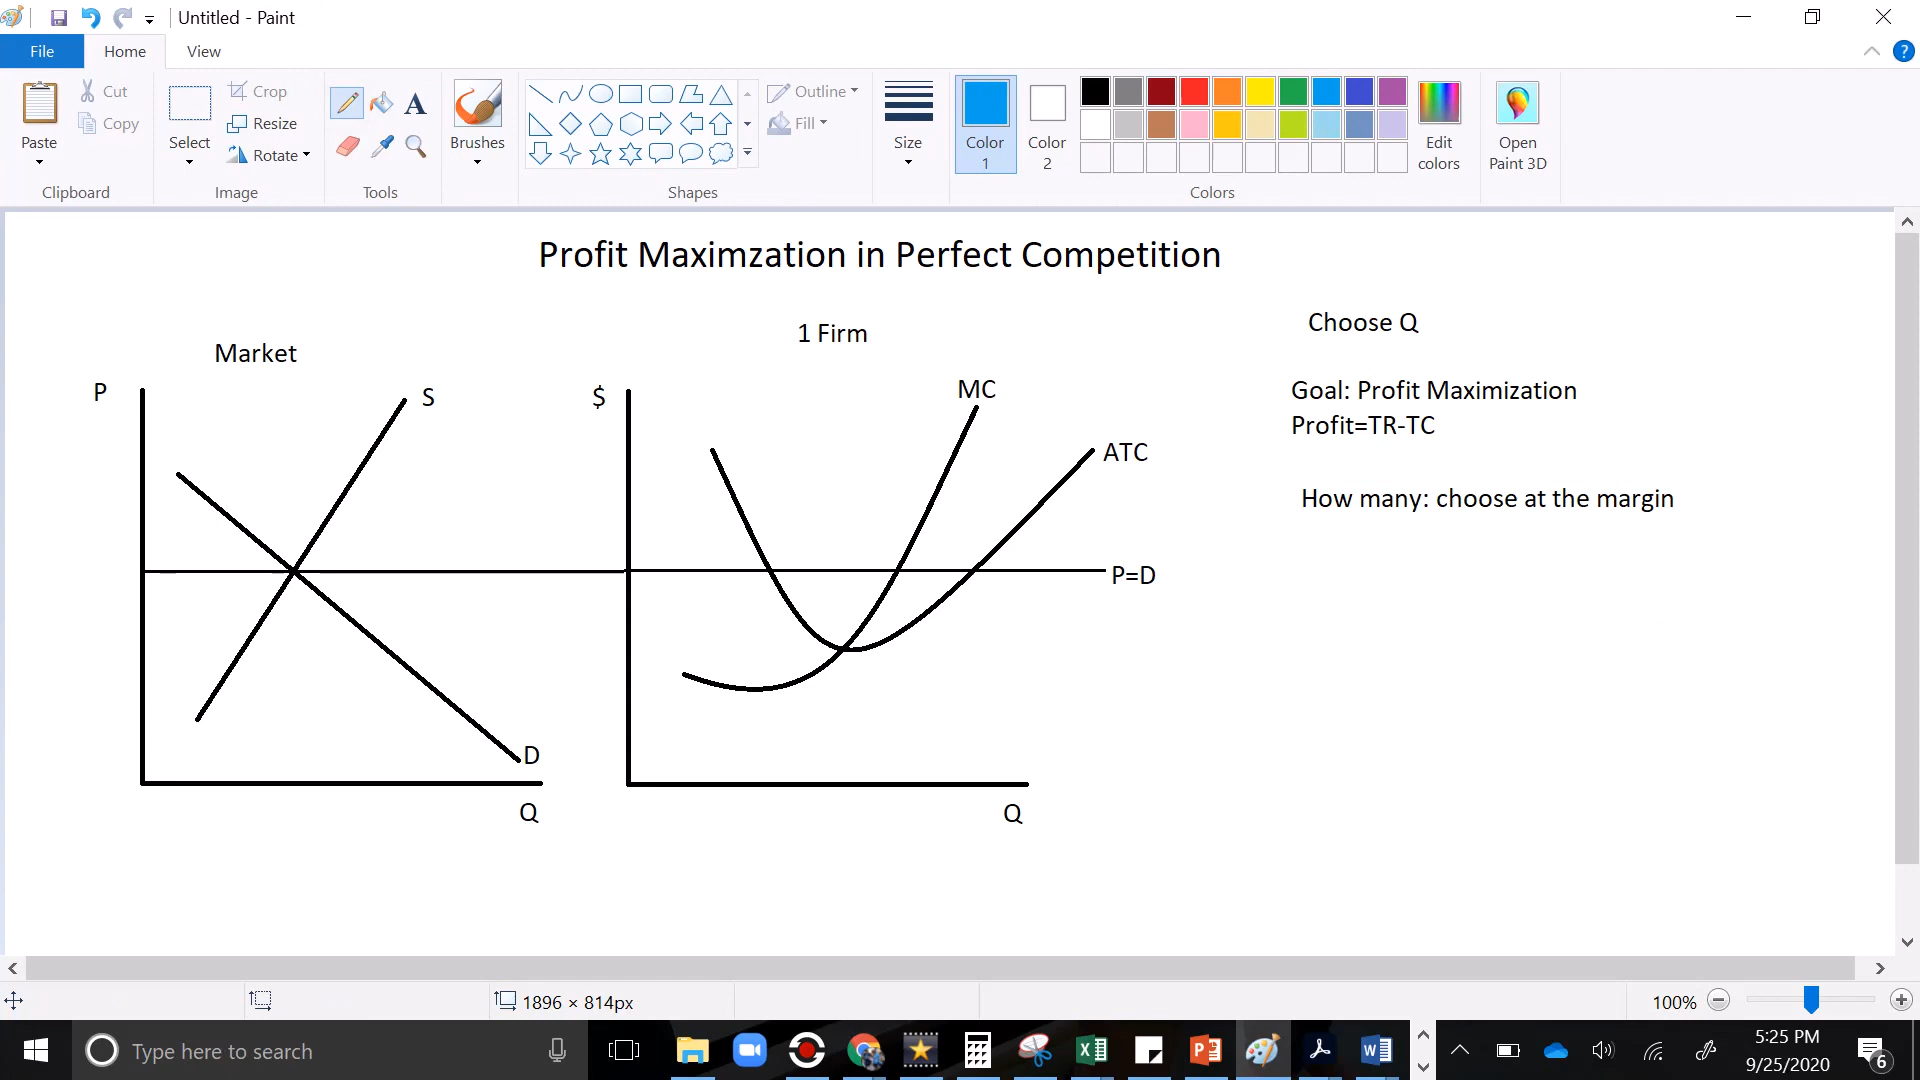 Untitled - Paint
File Home View
Paste
Cut
Copy
Clipboard
Select
Crop
Resize
Rotate
Image
A
Tools
Brushes
Shapes
Outline
Fill
Size
Color 1
Color 2
Colors
Edit colors
Open Paint 3D
?
Profit Maximzation in Perfect Competition
Market
P
S
D
Q
1 Firm
$
MC
ATC
P=D
Q
Choose Q
Goal: Profit Maximization
Profit=TR-TC
How many: choose at the margin
1896 × 814px
100%
Type here to search
5:25 PM
9/25/2020
6